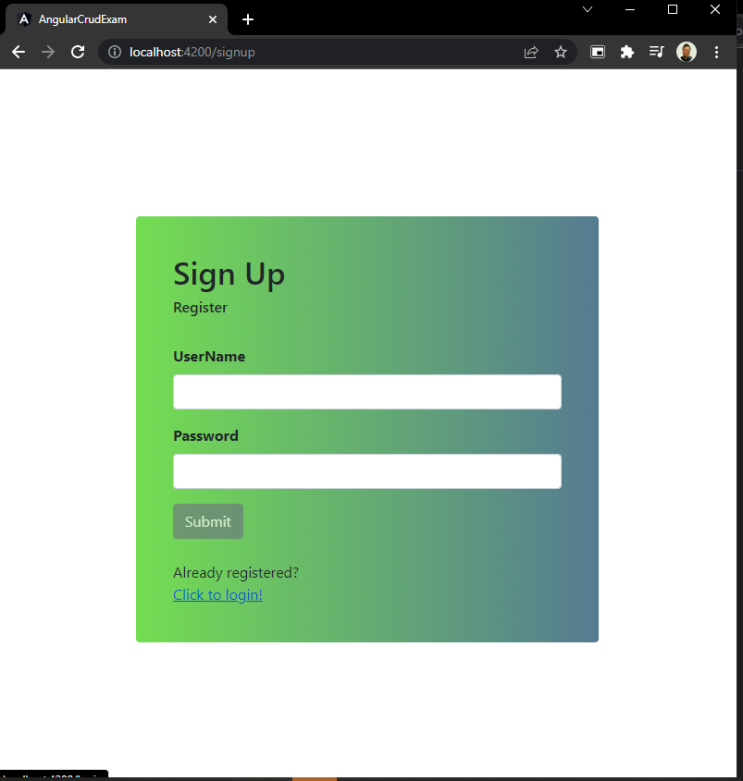 AngularCrudExam
localhost:4200/signup
Sign Up
Register
UserName
Password
Submit
Already registered?
Click to login!